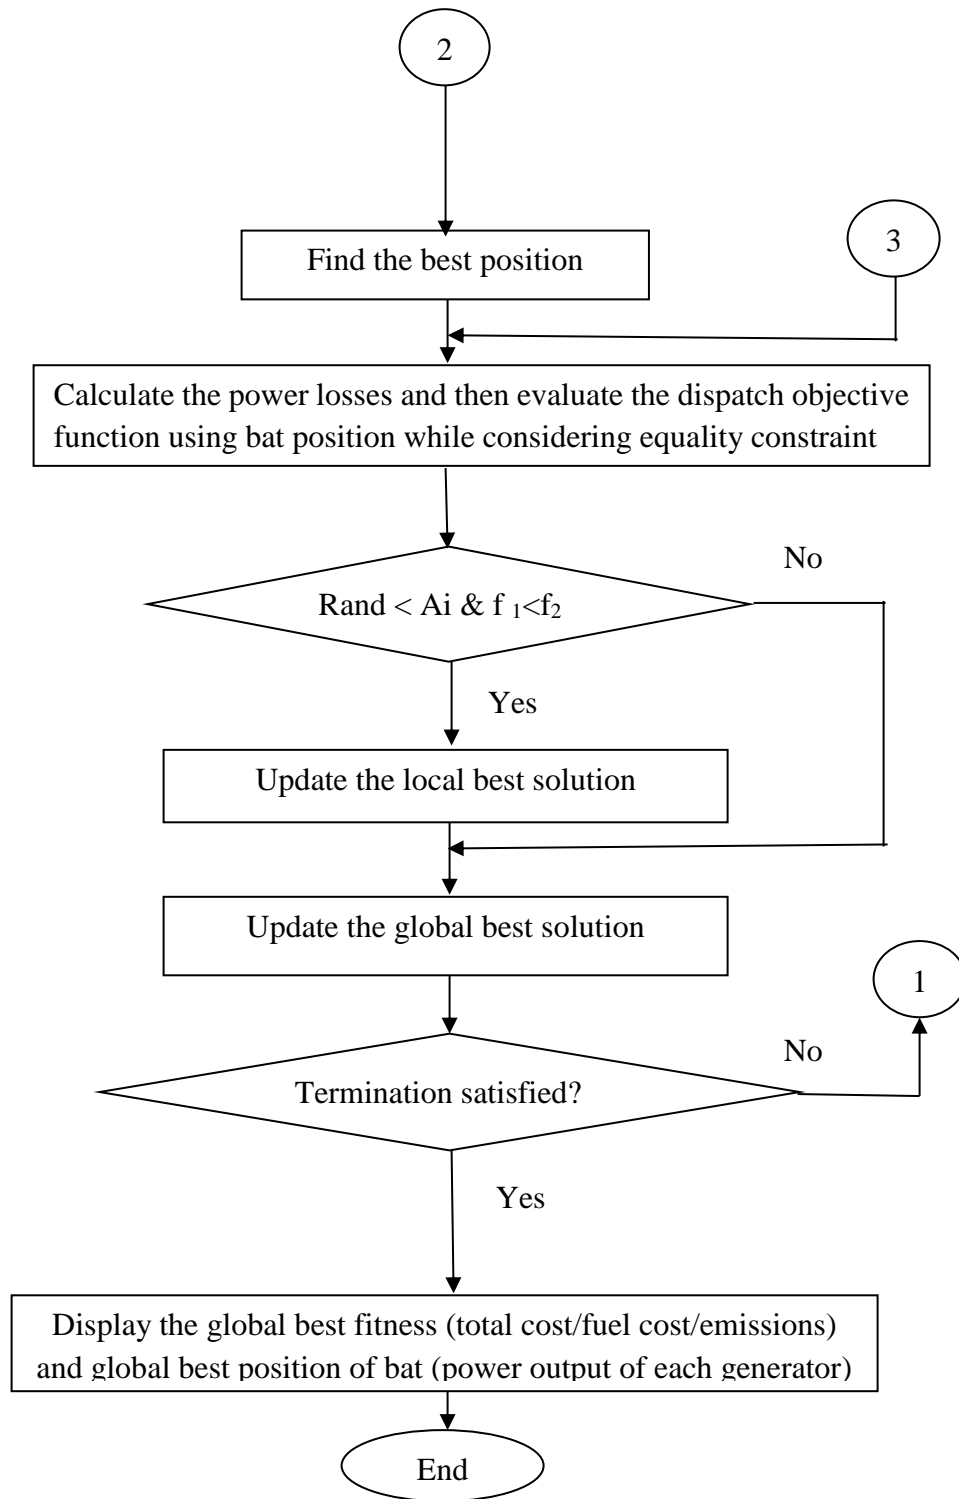 2
Find the best position
3
Calculate the power losses and then evaluate the dispatch objective
function using bat position while considering equality constraint
No
Rand < Ai & f ₁<f₂
Yes
Update the local best solution
Update the global best solution
1
No
Termination satisfied?
Yes
Display the global best fitness (total cost/fuel cost/emissions)
and global best position of bat (power output of each generator)
End